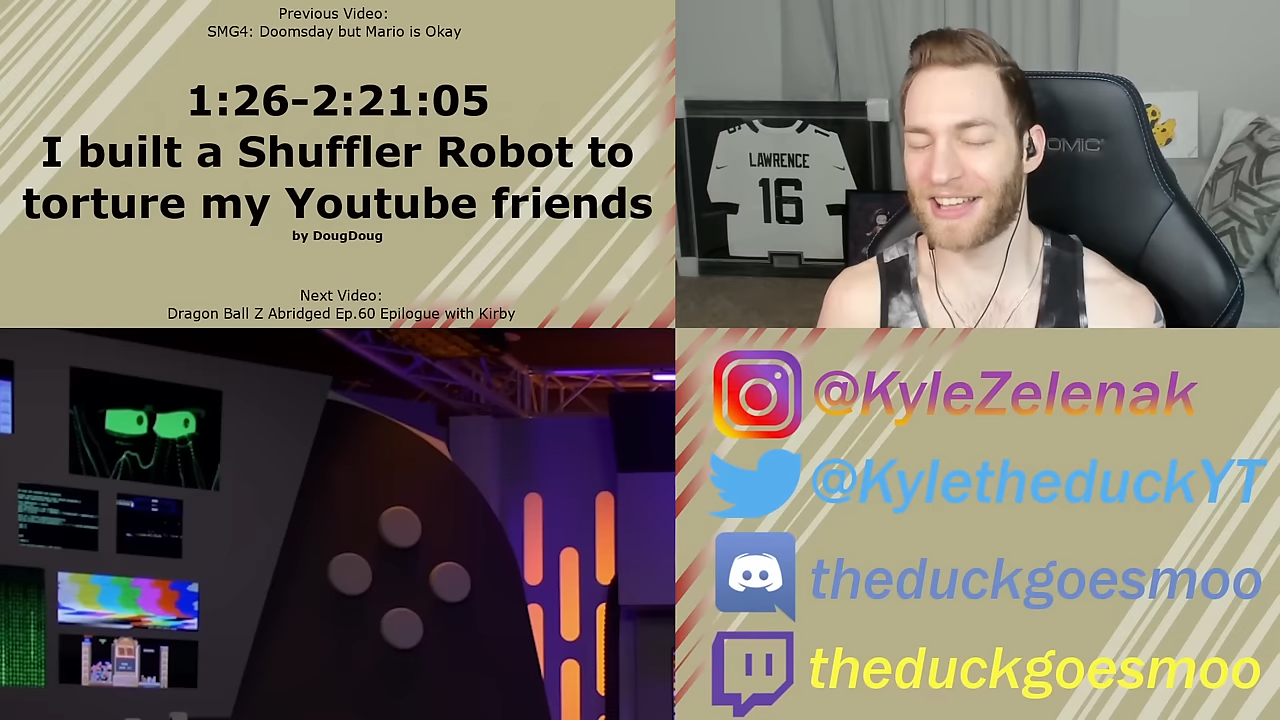 Previous Video:
SMG4: Doomsday but Mario is Okay
1:26-2:21:05
I built a Shuffler Robot to
torture my Youtube friends
by DougDoug
Next Video:
Dragon Ball Z Abridged Ep.60 Epilogue with Kirby
LAWRENCE
16
OMIC
@KyleZelenak
@KyletheduckYT
theduckgoesmoo
theduckgoesmoo